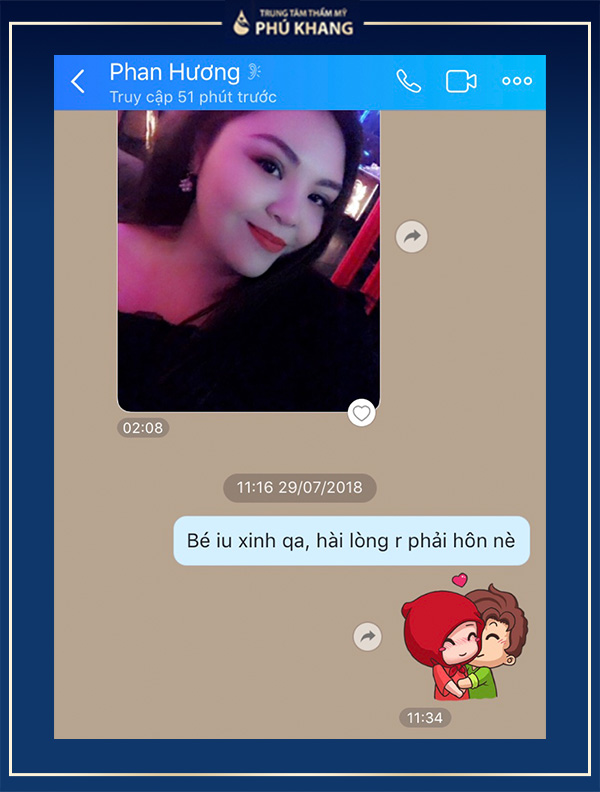 TRUNG TÂM THẨM MỸ
PHÚ KHANG
Phan Hương
Truy cập 51 phút trước
02:08
11:16 29/07/2018
Bé iu xinh qa, hài lòng r phải hôn nè
11:34